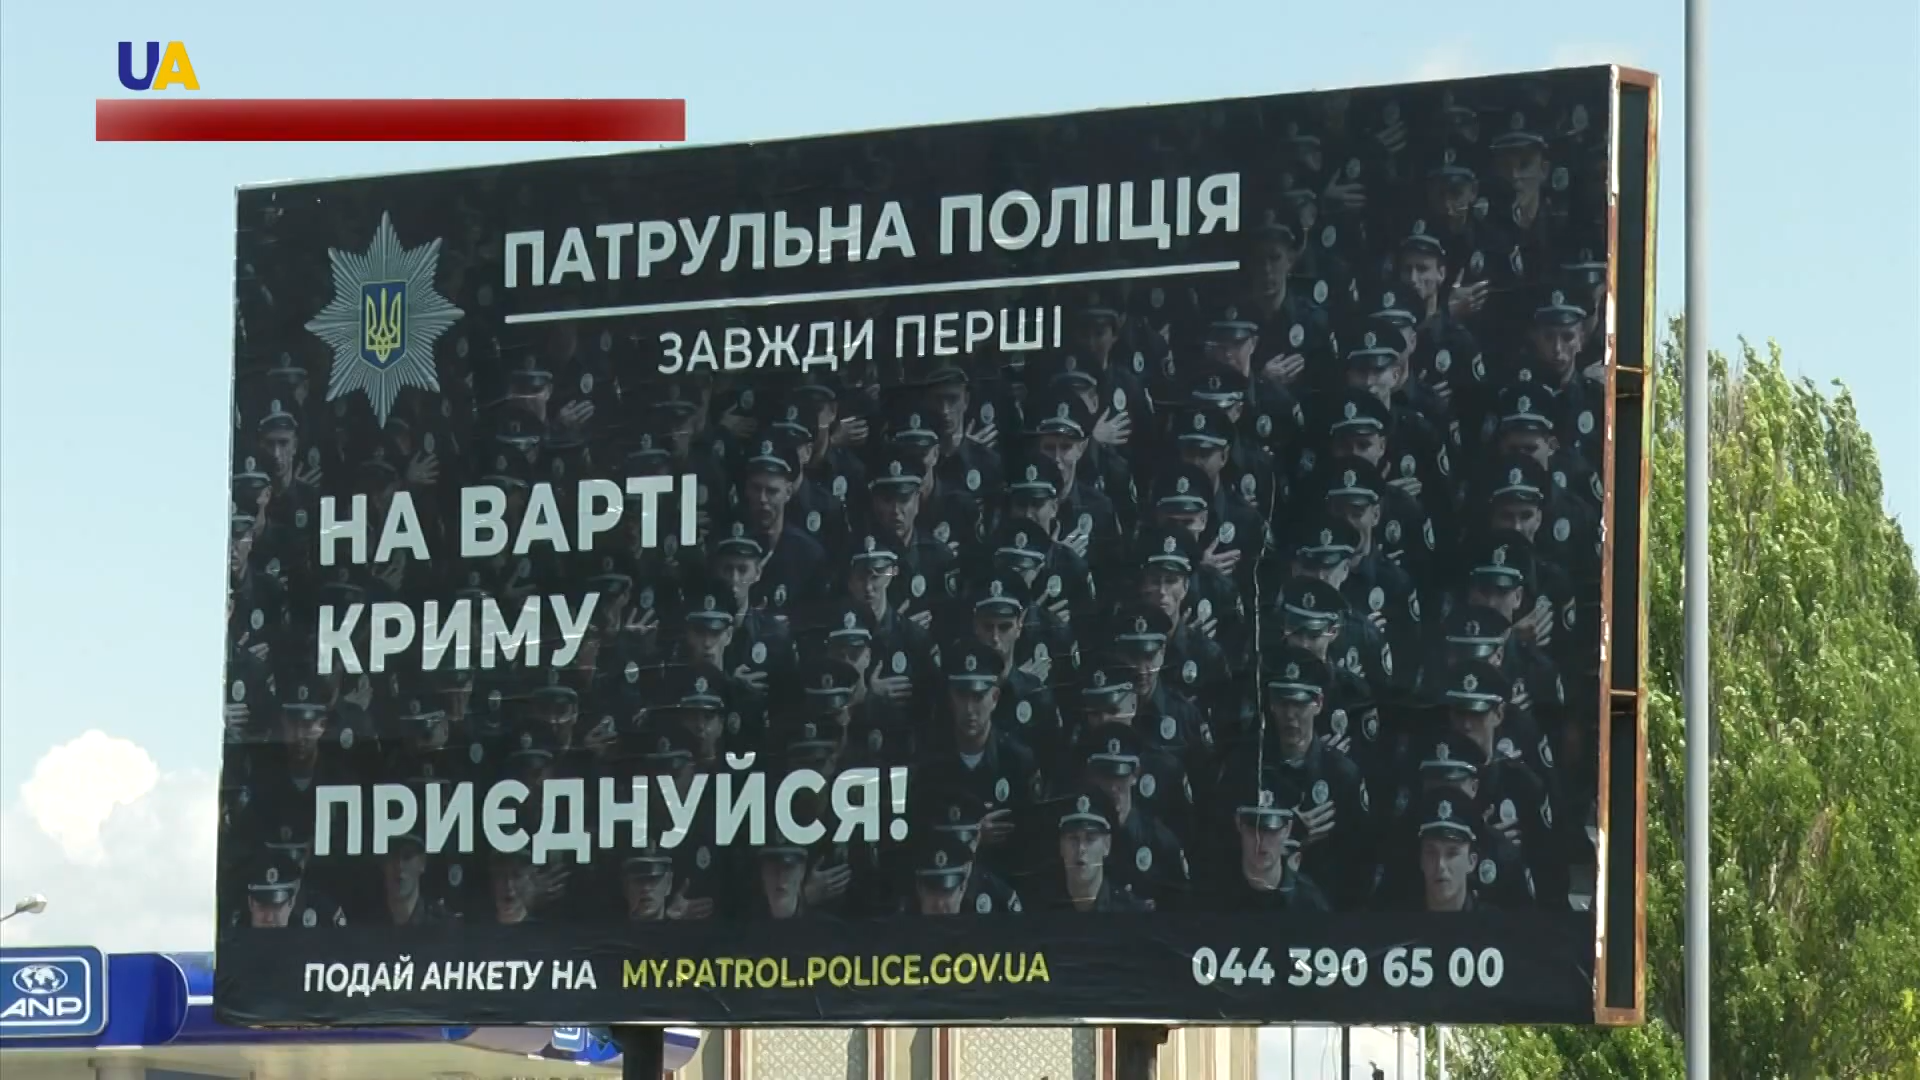 UA
ПАТРУЛЬНА ПОЛІЦІЯ
ЗАВЖДИ ПЕРШІ
НА ВАРТІ
КРИМУ
ПРИЄДНУЙСЯ!
ПОДАЙ АНКЕТУ НА MY.PATROL.POLICE.GOV.UA 044 390 65 00
ANP